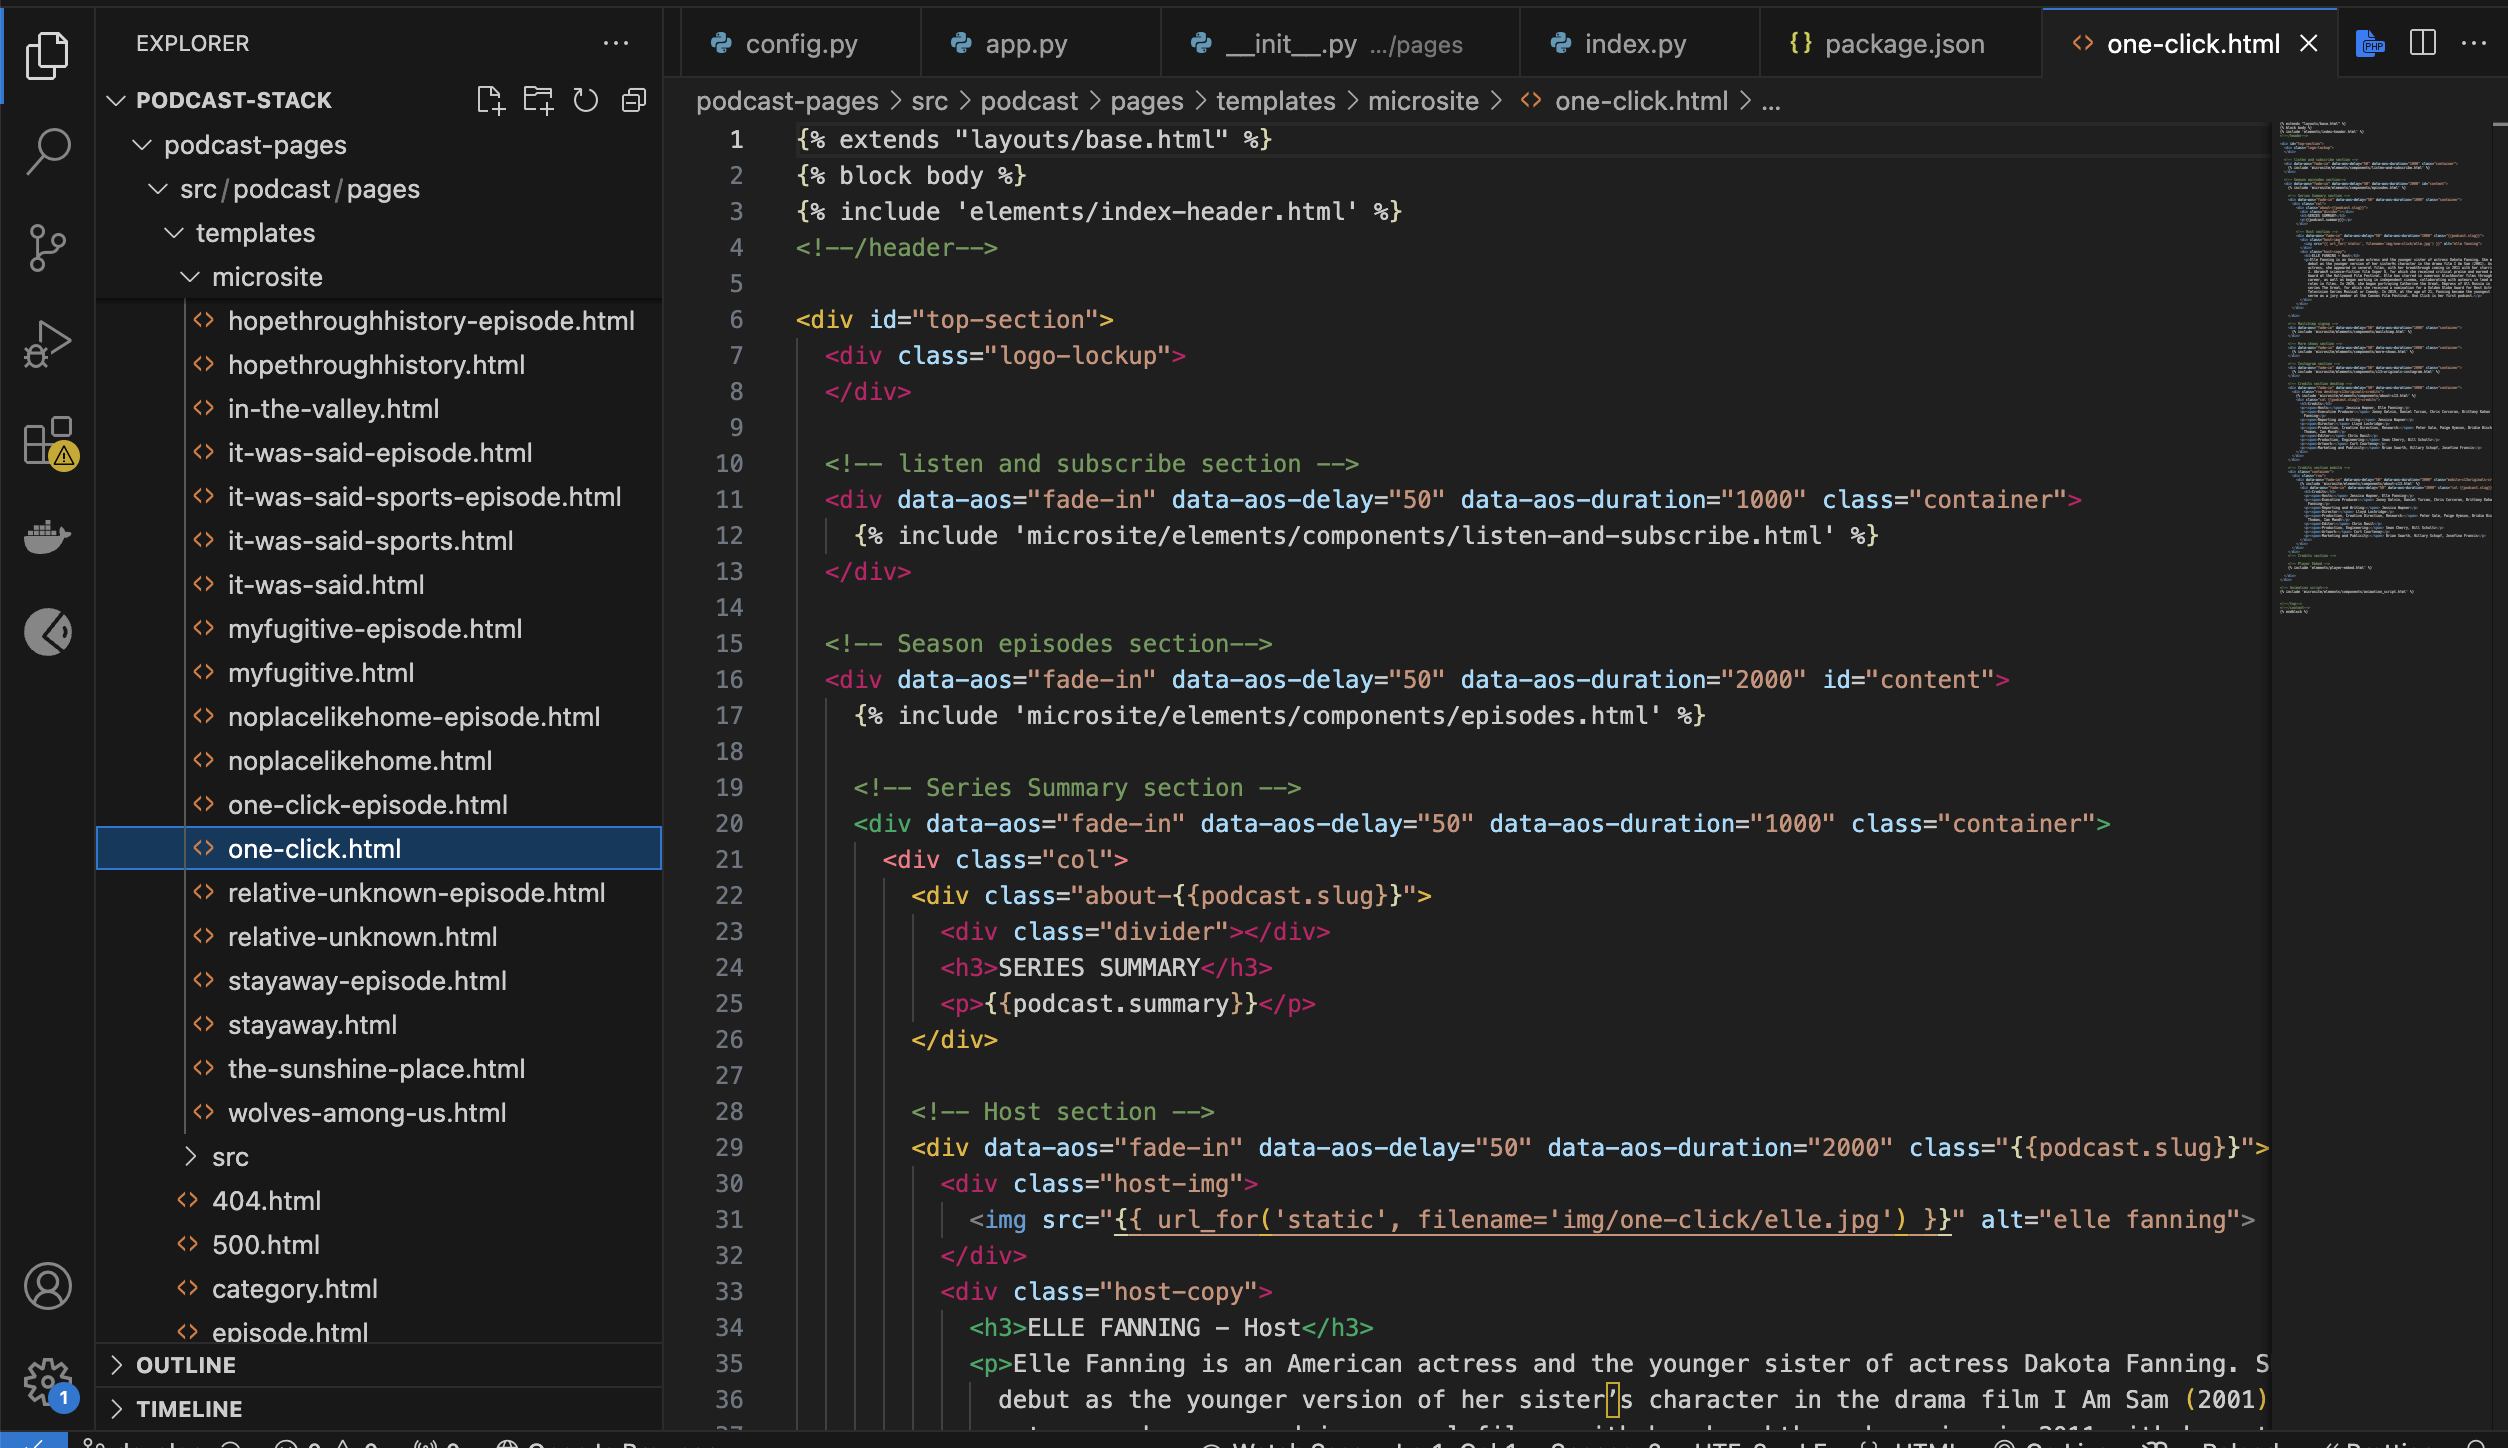 EXPLORER
PODCAST-STACK
podcast-pages
src/podcast/pages
templates
microsite
hopethroughhistory-episode.html
hopethroughhistory.html
in-the-valley.html
it-was-said-episode.html
it-was-said-sports-episode.html
it-was-said-sports.html
it-was-said.html
myfugitive-episode.html
myfugitive.html
noplacelikehome-episode.html
noplacelikehome.html
one-click-episode.html
one-click.html
relative-unknown-episode.html
relative-unknown.html
stayaway-episode.html
stayaway.html
the-sunshine-place.html
wolves-among-us.html
src
404.html
500.html
category.html
episode.html
OUTLINE
TIMELINE
1
config.py
app.py
__init__.py .../pages
index.py
{} package.json
<> one-click.html
PHP
podcast-pages > src > podcast > pages > templates > microsite > <> one-click.html > ...
1 {% extends "layouts/base.html" %}
2 {% block body %}
3 {% include 'elements/index-header.html' %}
4 <!--/header-->
5
6 <div id="top-section">
7 <div class="logo-lockup">
8 </div>
9
10 <!-- listen and subscribe section -->
11 <div data-aos="fade-in" data-aos-delay="50" data-aos-duration="1000" class="container">
12 {% include 'microsite/elements/components/listen-and-subscribe.html' %}
13 </div>
14
15 <!-- Season episodes section-->
16 <div data-aos="fade-in" data-aos-delay="50" data-aos-duration="2000" id="content">
17 {% include 'microsite/elements/components/episodes.html' %}
18
19 <!-- Series Summary section -->
20 <div data-aos="fade-in" data-aos-delay="50" data-aos-duration="1000" class="container">
21 <div class="col">
22 <div class="about-{{podcast.slug}}">
23 <div class="divider"></div>
24 <h3>SERIES SUMMARY</h3>
25 <p>{{podcast.summary}}</p>
26 </div>
27
28 <!-- Host section -->
29 <div data-aos="fade-in" data-aos-delay="50" data-aos-duration="2000" class="{{podcast.slug}}">
30 <div class="host-img">
31 <img src="{{ url_for('static', filename='img/one-click/elle.jpg') }}" alt="elle fanning">
32 </div>
33 <div class="host-copy">
34 <h3>ELLE FANNING - Host</h3>
35 <p>Elle Fanning is an American actress and the younger sister of actress Dakota Fanning. S
36 debut as the younger version of her sister’s character in the drama film I Am Sam (2001)